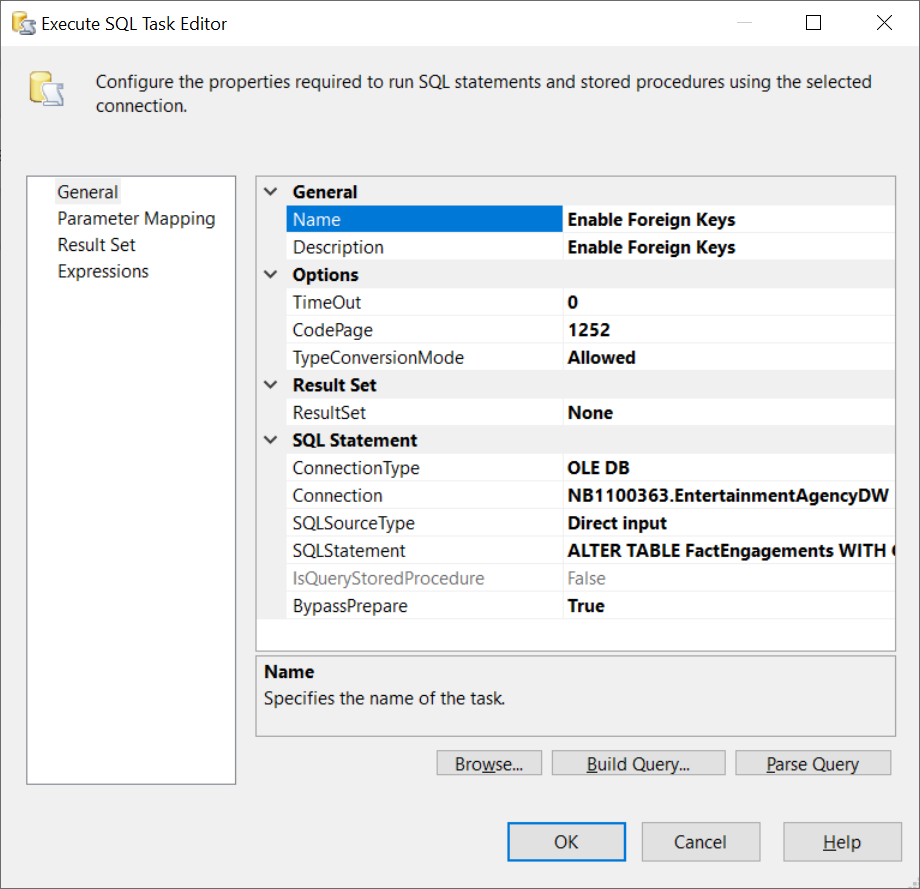 Execute SQL Task Editor
Configure the properties required to run SQL statements and stored procedures using the selected
connection.
General
Parameter Mapping
Result Set
Expressions
General
Name Enable Foreign Keys
Description Enable Foreign Keys
Options
TimeOut 0
CodePage 1252
TypeConversionMode Allowed
Result Set
ResultSet None
SQL Statement
ConnectionType OLE DB
Connection NB1100363.EntertainmentAgencyDW
SQLSourceType Direct input
SQLStatement ALTER TABLE FactEngagements WITH
IsQueryStoredProcedure False
BypassPrepare True
Name
Specifies the name of the task.
Browse... Build Query... Parse Query
OK Cancel Help